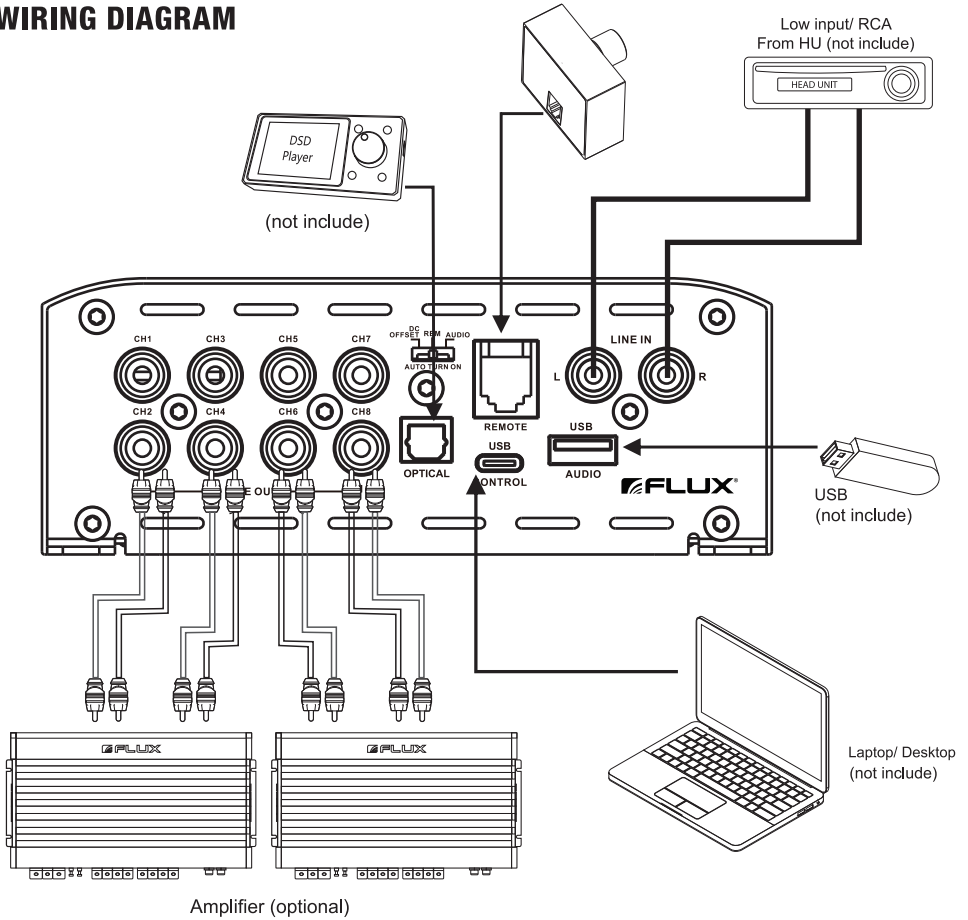 WIRING DIAGRAM
Low input/ RCA
From HU (not include)
HEAD UNIT
DSD
Player
(not include)
CH1
CH3
CH5
CH7
DC
OFFSET REM AUDIO
AUTO TURN ON
LINE IN
L
R
CH2
CH4
CH6
CH8
REMOTE
OPTICAL
USB
ONTROL
USB
AUDIO
E OU
FLUX®
USB
(not include)
FLUX
FLUX
Laptop/ Desktop
(not include)
Amplifier (optional)